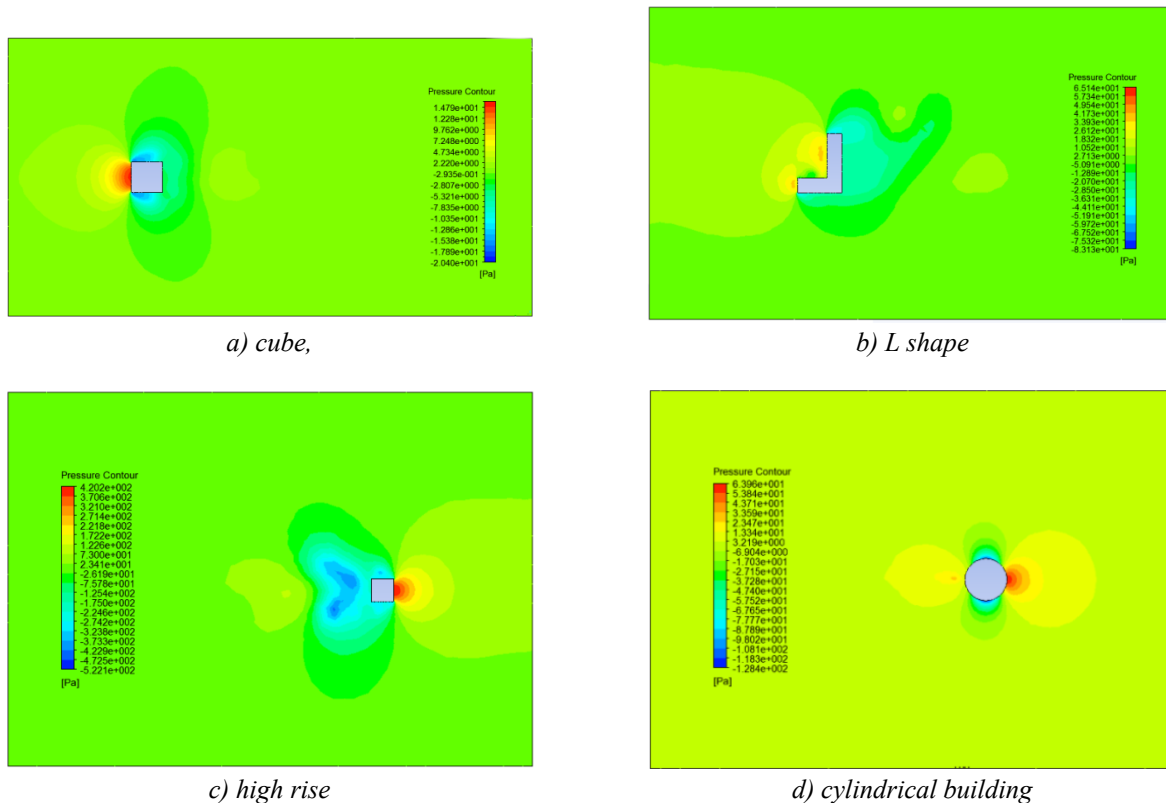 Pressure Contour
1.479e+001
1.228e+001
9.762e+000
7.248e+000
4.734e+000
2.220e+000
-2.935e-001
-2.807e+000
-5.321e+000
-7.835e+000
-1.035e+001
-1.286e+001
-1.538e+001
-1.789e+001
-2.040e+001
[Pa]
a) cube,
Pressure Contour
6.514e+001
5.734e+001
4.954e+001
4.173e+001
3.393e+001
2.612e+001
1.832e+001
1.052e+001
2.713e+000
-5.091e+000
-1.289e+001
-2.070e+001
-2.850e+001
-3.631e+001
-4.411e+001
-5.191e+001
-5.972e+001
-6.752e+001
-7.532e+001
-8.313e+001
[Pa]
b) L shape
Pressure Contour
4.202e+002
3.706e+002
3.210e+002
2.714e+002
2.218e+002
1.722e+002
1.226e+002
7.300e+001
2.341e+001
-2.619e+001
-7.578e+001
-1.254e+002
-1.750e+002
-2.246e+002
-2.742e+002
-3.238e+002
-3.733e+002
-4.229e+002
-4.725e+002
-5.221e+002
[Pa]
c) high rise
Pressure Contour
6.396e+001
5.384e+001
4.371e+001
3.359e+001
2.347e+001
1.334e+001
3.219e+000
-6.904e+000
-1.703e+001
-2.715e+001
-3.728e+001
-4.740e+001
-5.752e+001
-6.765e+001
-7.777e+001
-8.789e+001
-9.802e+001
-1.081e+002
-1.183e+002
-1.284e+002
[Pa]
d) cylindrical building